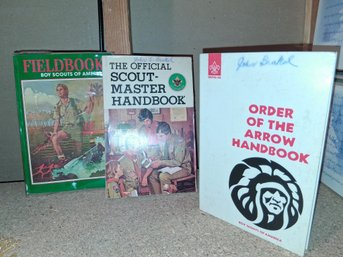 FIELDBOOK
BOY SCOUTS OF AMERICA
THE OFFICIAL
SCOUT-
MASTER
HANDBOOK
ORDER
OF THE
ARROW
HANDBOOK
BOY SCOUTS OF AMERICA